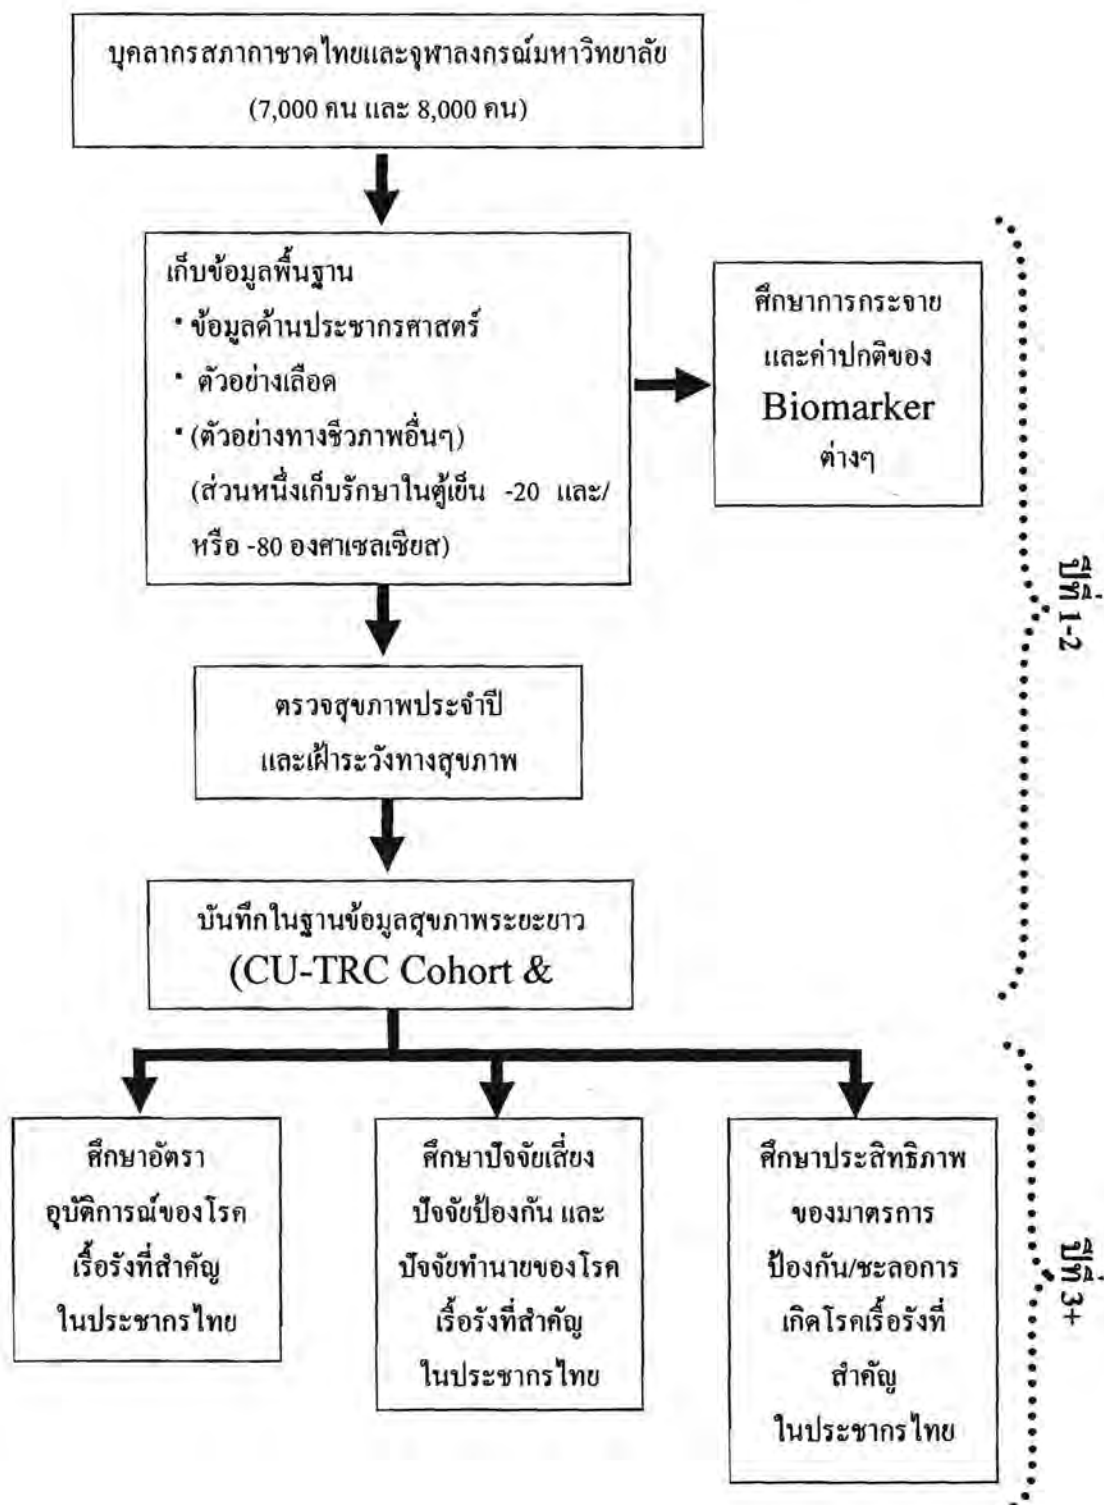 บุคลากรสภากาชาดไทยและจุฬาลงกรณ์มหาวิทยาลัย
(7,000 คน และ 8,000 คน)
เก็บข้อมูลพื้นฐาน
• ข้อมูลด้านประชากรศาสตร์
• ตัวอย่างเลือด
• (ตัวอย่างทางชีวภาพอื่นๆ)
(ส่วนหนึ่งเก็บรักษาในตู้เย็น -20 และ/
หรือ -80 องศาเซลเซียส)
ศึกษาการกระจาย
และค่าปกติของ
Biomarker
ต่างๆ
ตรวจสุขภาพประจำปี
และเฝ้าระวังทางสุขภาพ
บันทึกในฐานข้อมูลสุขภาพระยะยาว
(CU-TRC Cohort &
ปีที่ 1-2
ศึกษาอัตรา
อุบัติการณ์ของโรค
เรื้อรังที่สำคัญ
ในประชากรไทย
ศึกษาปัจจัยเสี่ยง
ปัจจัยป้องกัน และ
ปัจจัยทำนายของโรค
เรื้อรังที่สำคัญ
ในประชากรไทย
ศึกษาประสิทธิภาพ
ของมาตรการ
ป้องกัน/ชะลอการ
เกิดโรคเรื้อรังที่
สำคัญ
ในประชากรไทย
ปีที่ 3+